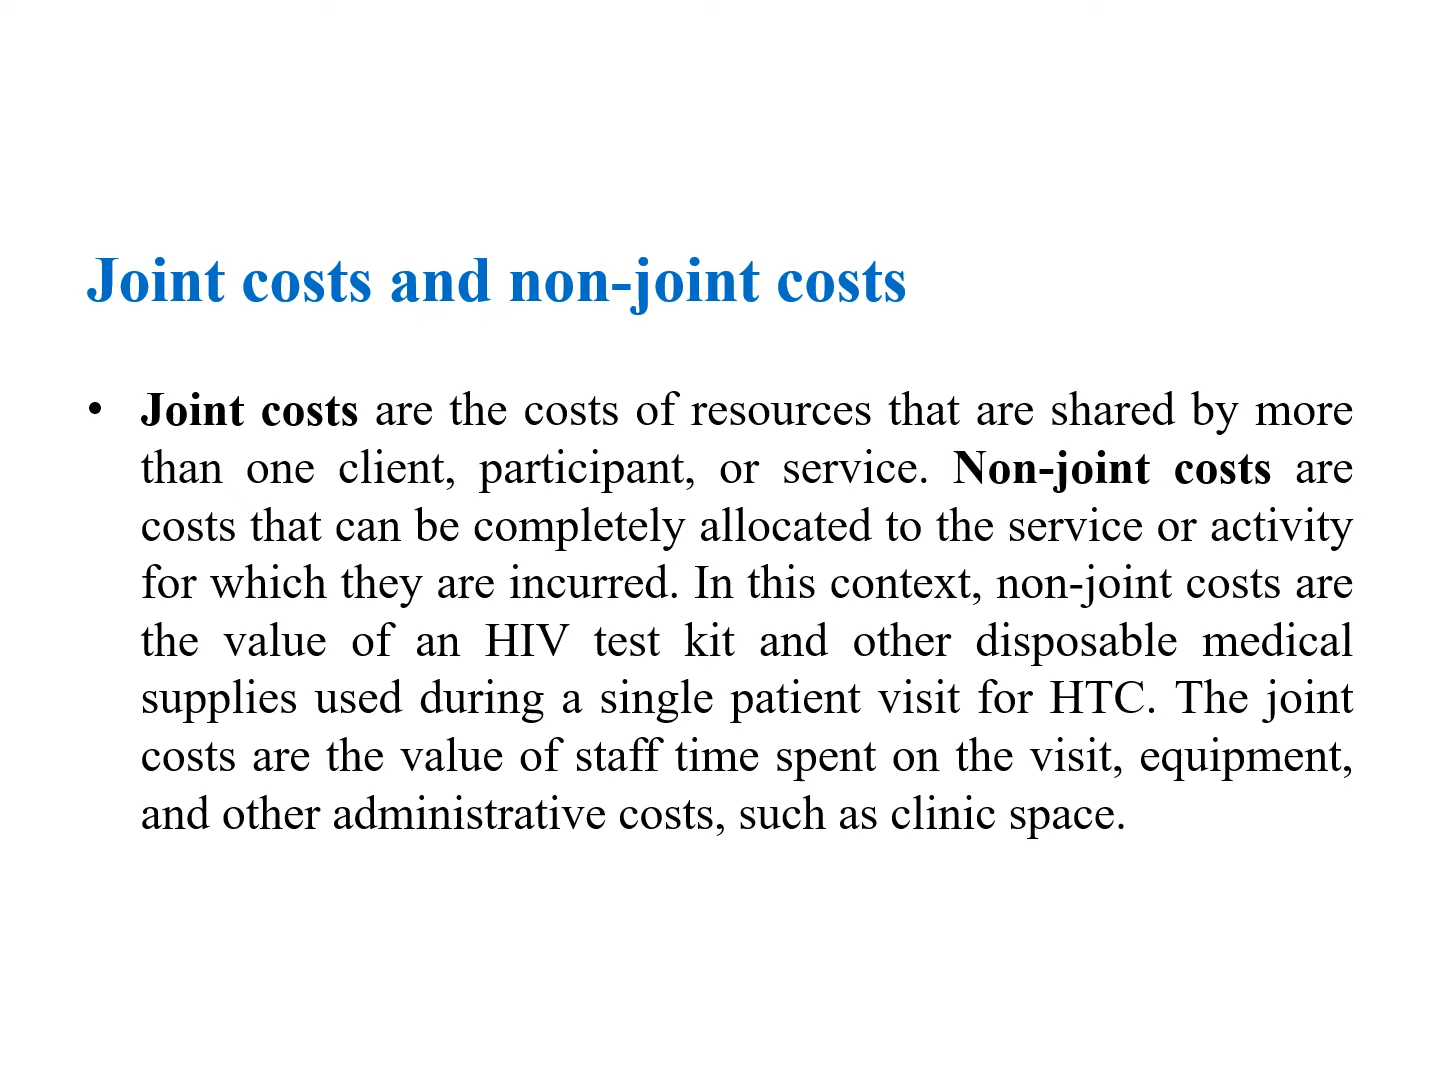 Joint costs and non-joint costs
• Joint costs are the costs of resources that are shared by more
than one client, participant, or service. Non-joint costs are
costs that can be completely allocated to the service or activity
for which they are incurred. In this context, non-joint costs are
the value of an HIV test kit and other disposable medical
supplies used during a single patient visit for HTC. The joint
costs are the value of staff time spent on the visit, equipment,
and other administrative costs, such as clinic space.